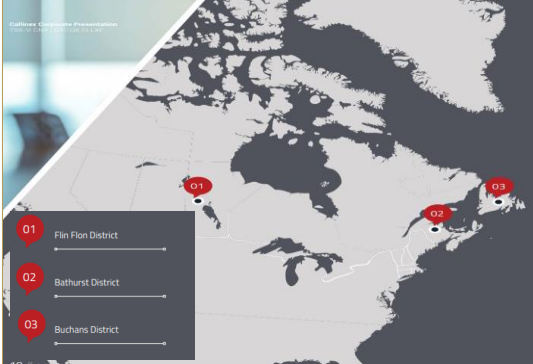 Callinex Corporate Presentation
01
03
02
01
Flin Flon District
02
Bathurst District
03
Buchans District